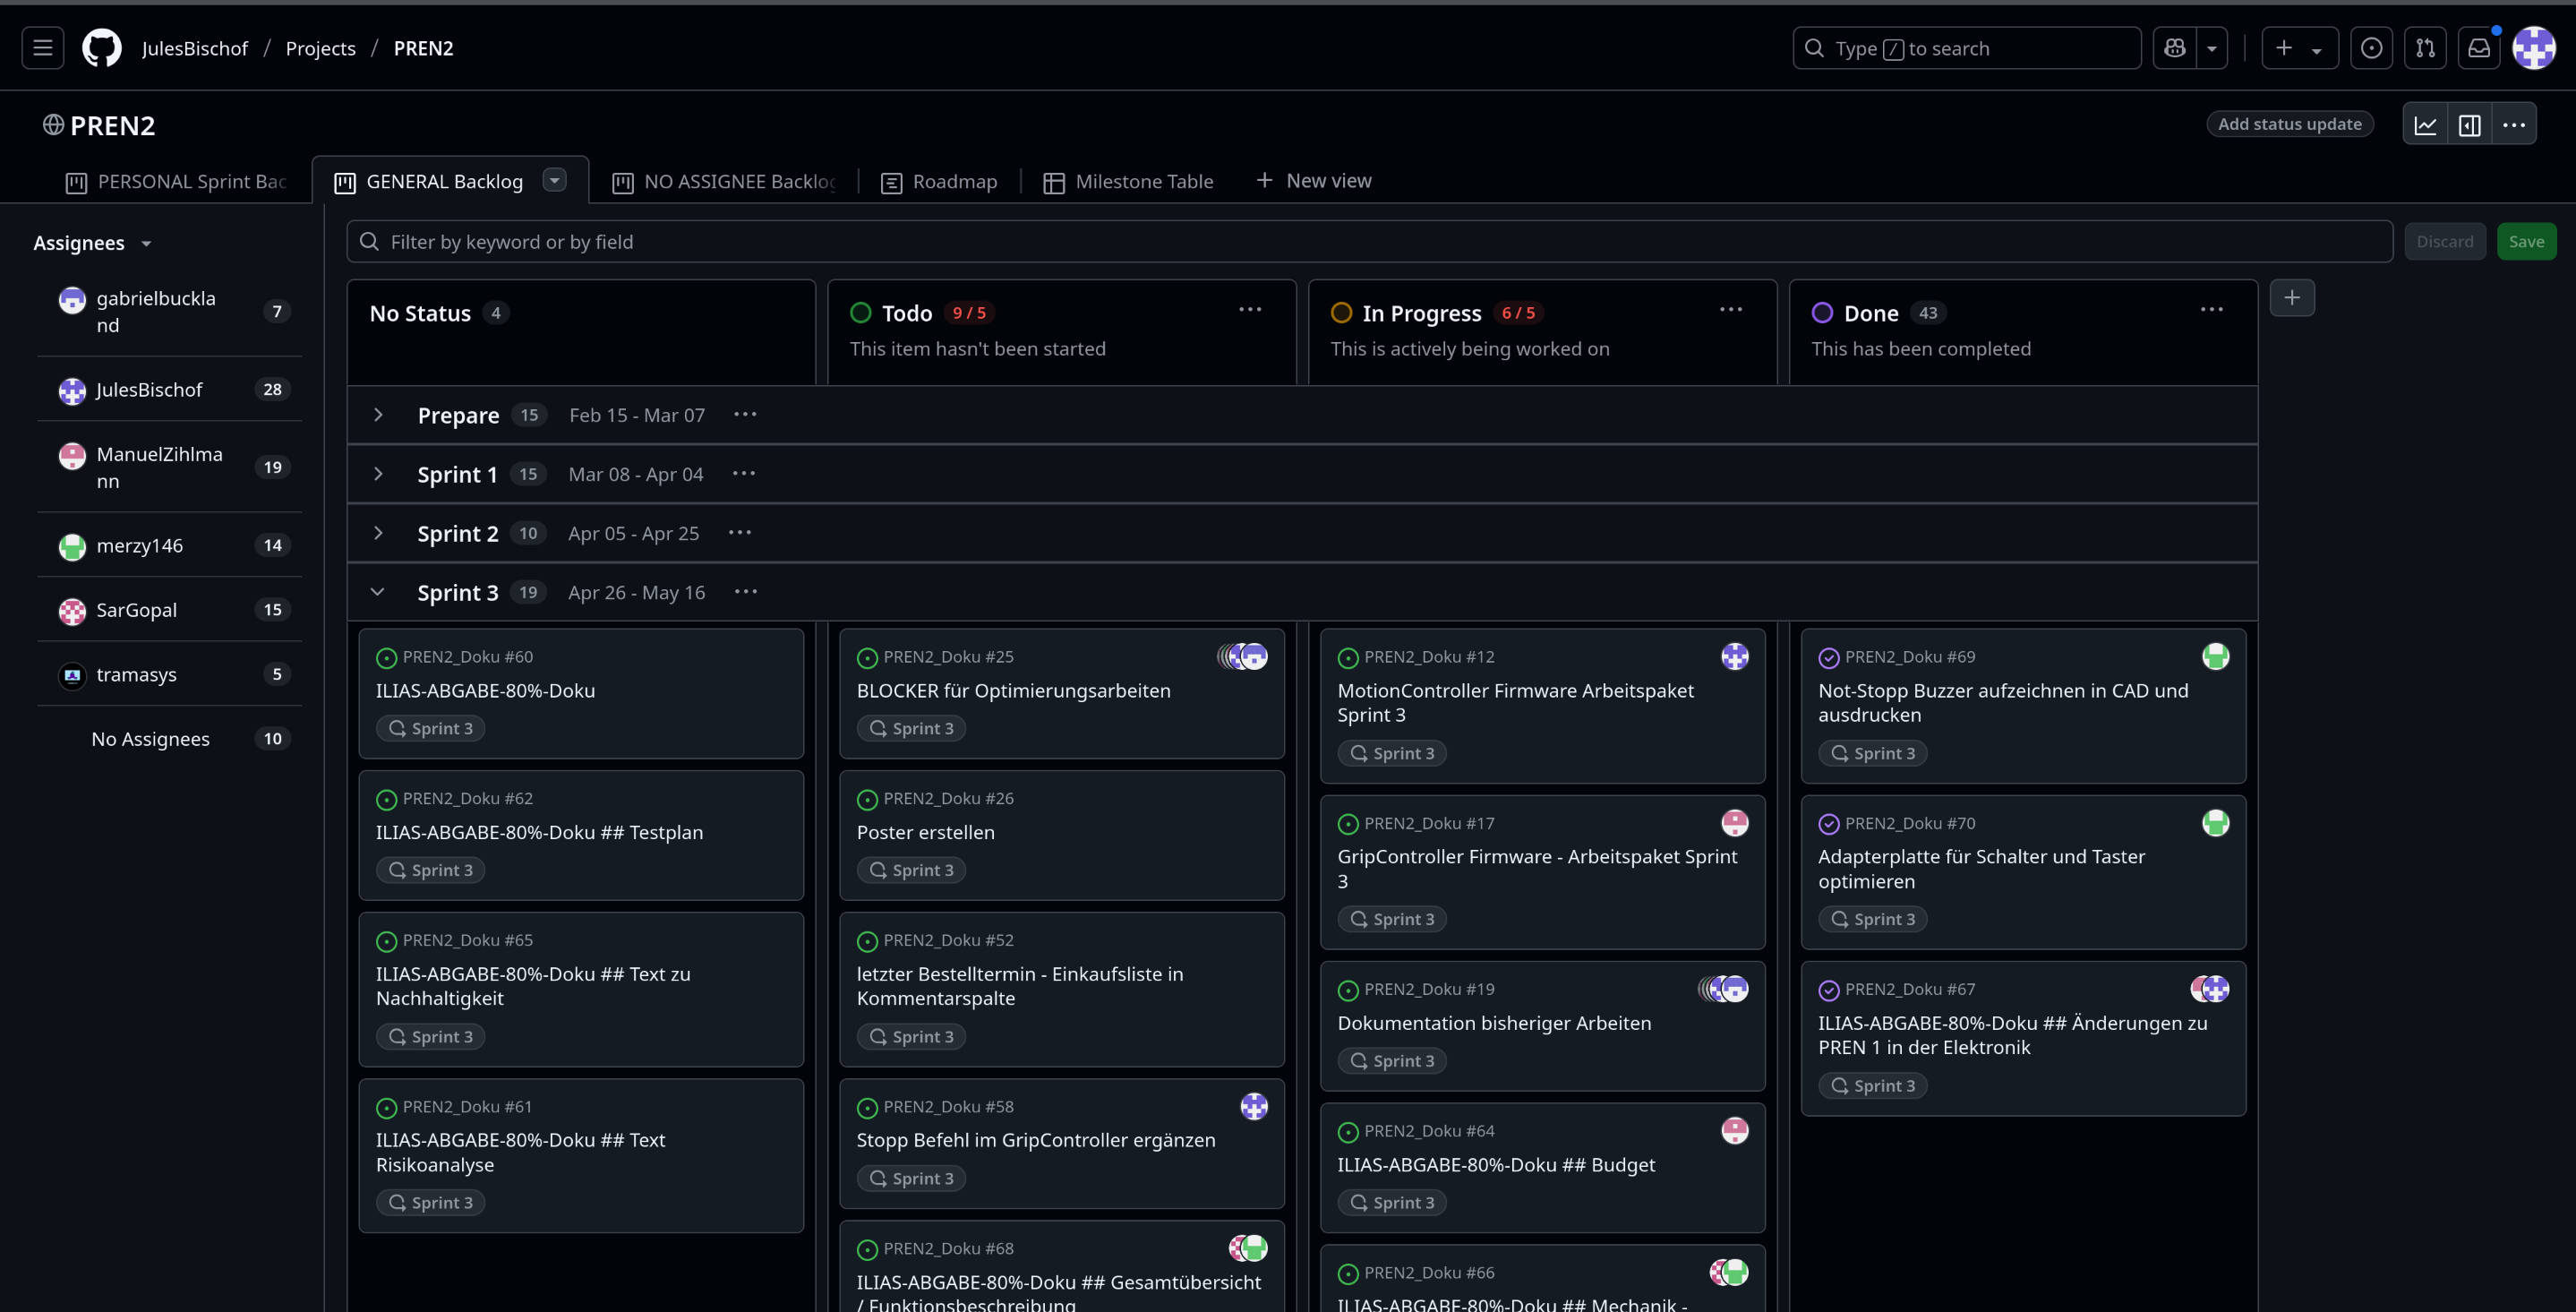 JulesBischof / Projects / PREN2
Type / to search
PREN2
Add status update
PERSONAL Sprint Bac
GENERAL Backlog
NO ASSIGNEE Backlog
Roadmap
Milestone Table
New view
Assignees
gabrielbuckla
nd
7
JulesBischof 28
ManuelZihlma
nn
19
merzy146 14
SarGopal 15
tramasys 5
No Assignees 10
Filter by keyword or by field
Discard
Save
No Status 4
Todo 9 / 5
This item hasn't been started
In Progress 6 / 5
This is actively being worked on
Done 43
This has been completed
Prepare 15 Feb 15 - Mar 07
Sprint 1 15 Mar 08 - Apr 04
Sprint 2 10 Apr 05 - Apr 25
Sprint 3 19 Apr 26 - May 16
PREN2_Doku #60
ILIAS-ABGABE-80%-Doku
Sprint 3
PREN2_Doku #62
ILIAS-ABGABE-80%-Doku ## Testplan
Sprint 3
PREN2_Doku #65
ILIAS-ABGABE-80%-Doku ## Text zu
Nachhaltigkeit
Sprint 3
PREN2_Doku #61
ILIAS-ABGABE-80%-Doku ## Text
Risikoanalyse
Sprint 3
PREN2_Doku #25
BLOCKER für Optimierungsarbeiten
Sprint 3
PREN2_Doku #26
Poster erstellen
Sprint 3
PREN2_Doku #52
letzter Bestelltermin - Einkaufsliste in
Kommentarspalte
Sprint 3
PREN2_Doku #58
Stopp Befehl im GripController ergänzen
Sprint 3
PREN2_Doku #68
ILIAS-ABGABE-80%-Doku ## Gesamtübersicht
/ Funktionsbeschreibung
PREN2_Doku #12
MotionController Firmware Arbeitspaket
Sprint 3
Sprint 3
PREN2_Doku #17
GripController Firmware - Arbeitspaket Sprint
3
Sprint 3
PREN2_Doku #19
Dokumentation bisheriger Arbeiten
Sprint 3
PREN2_Doku #64
ILIAS-ABGABE-80%-Doku ## Budget
Sprint 3
PREN2_Doku #66
ILIAS-ABGABE-80%-Doku ## Mechanik -
PREN2_Doku #69
Not-Stopp Buzzer aufzeichnen in CAD und
ausdrucken
Sprint 3
PREN2_Doku #70
Adapterplatte für Schalter und Taster
optimieren
Sprint 3
PREN2_Doku #67
ILIAS-ABGABE-80%-Doku ## Änderungen zu
PREN 1 in der Elektronik
Sprint 3